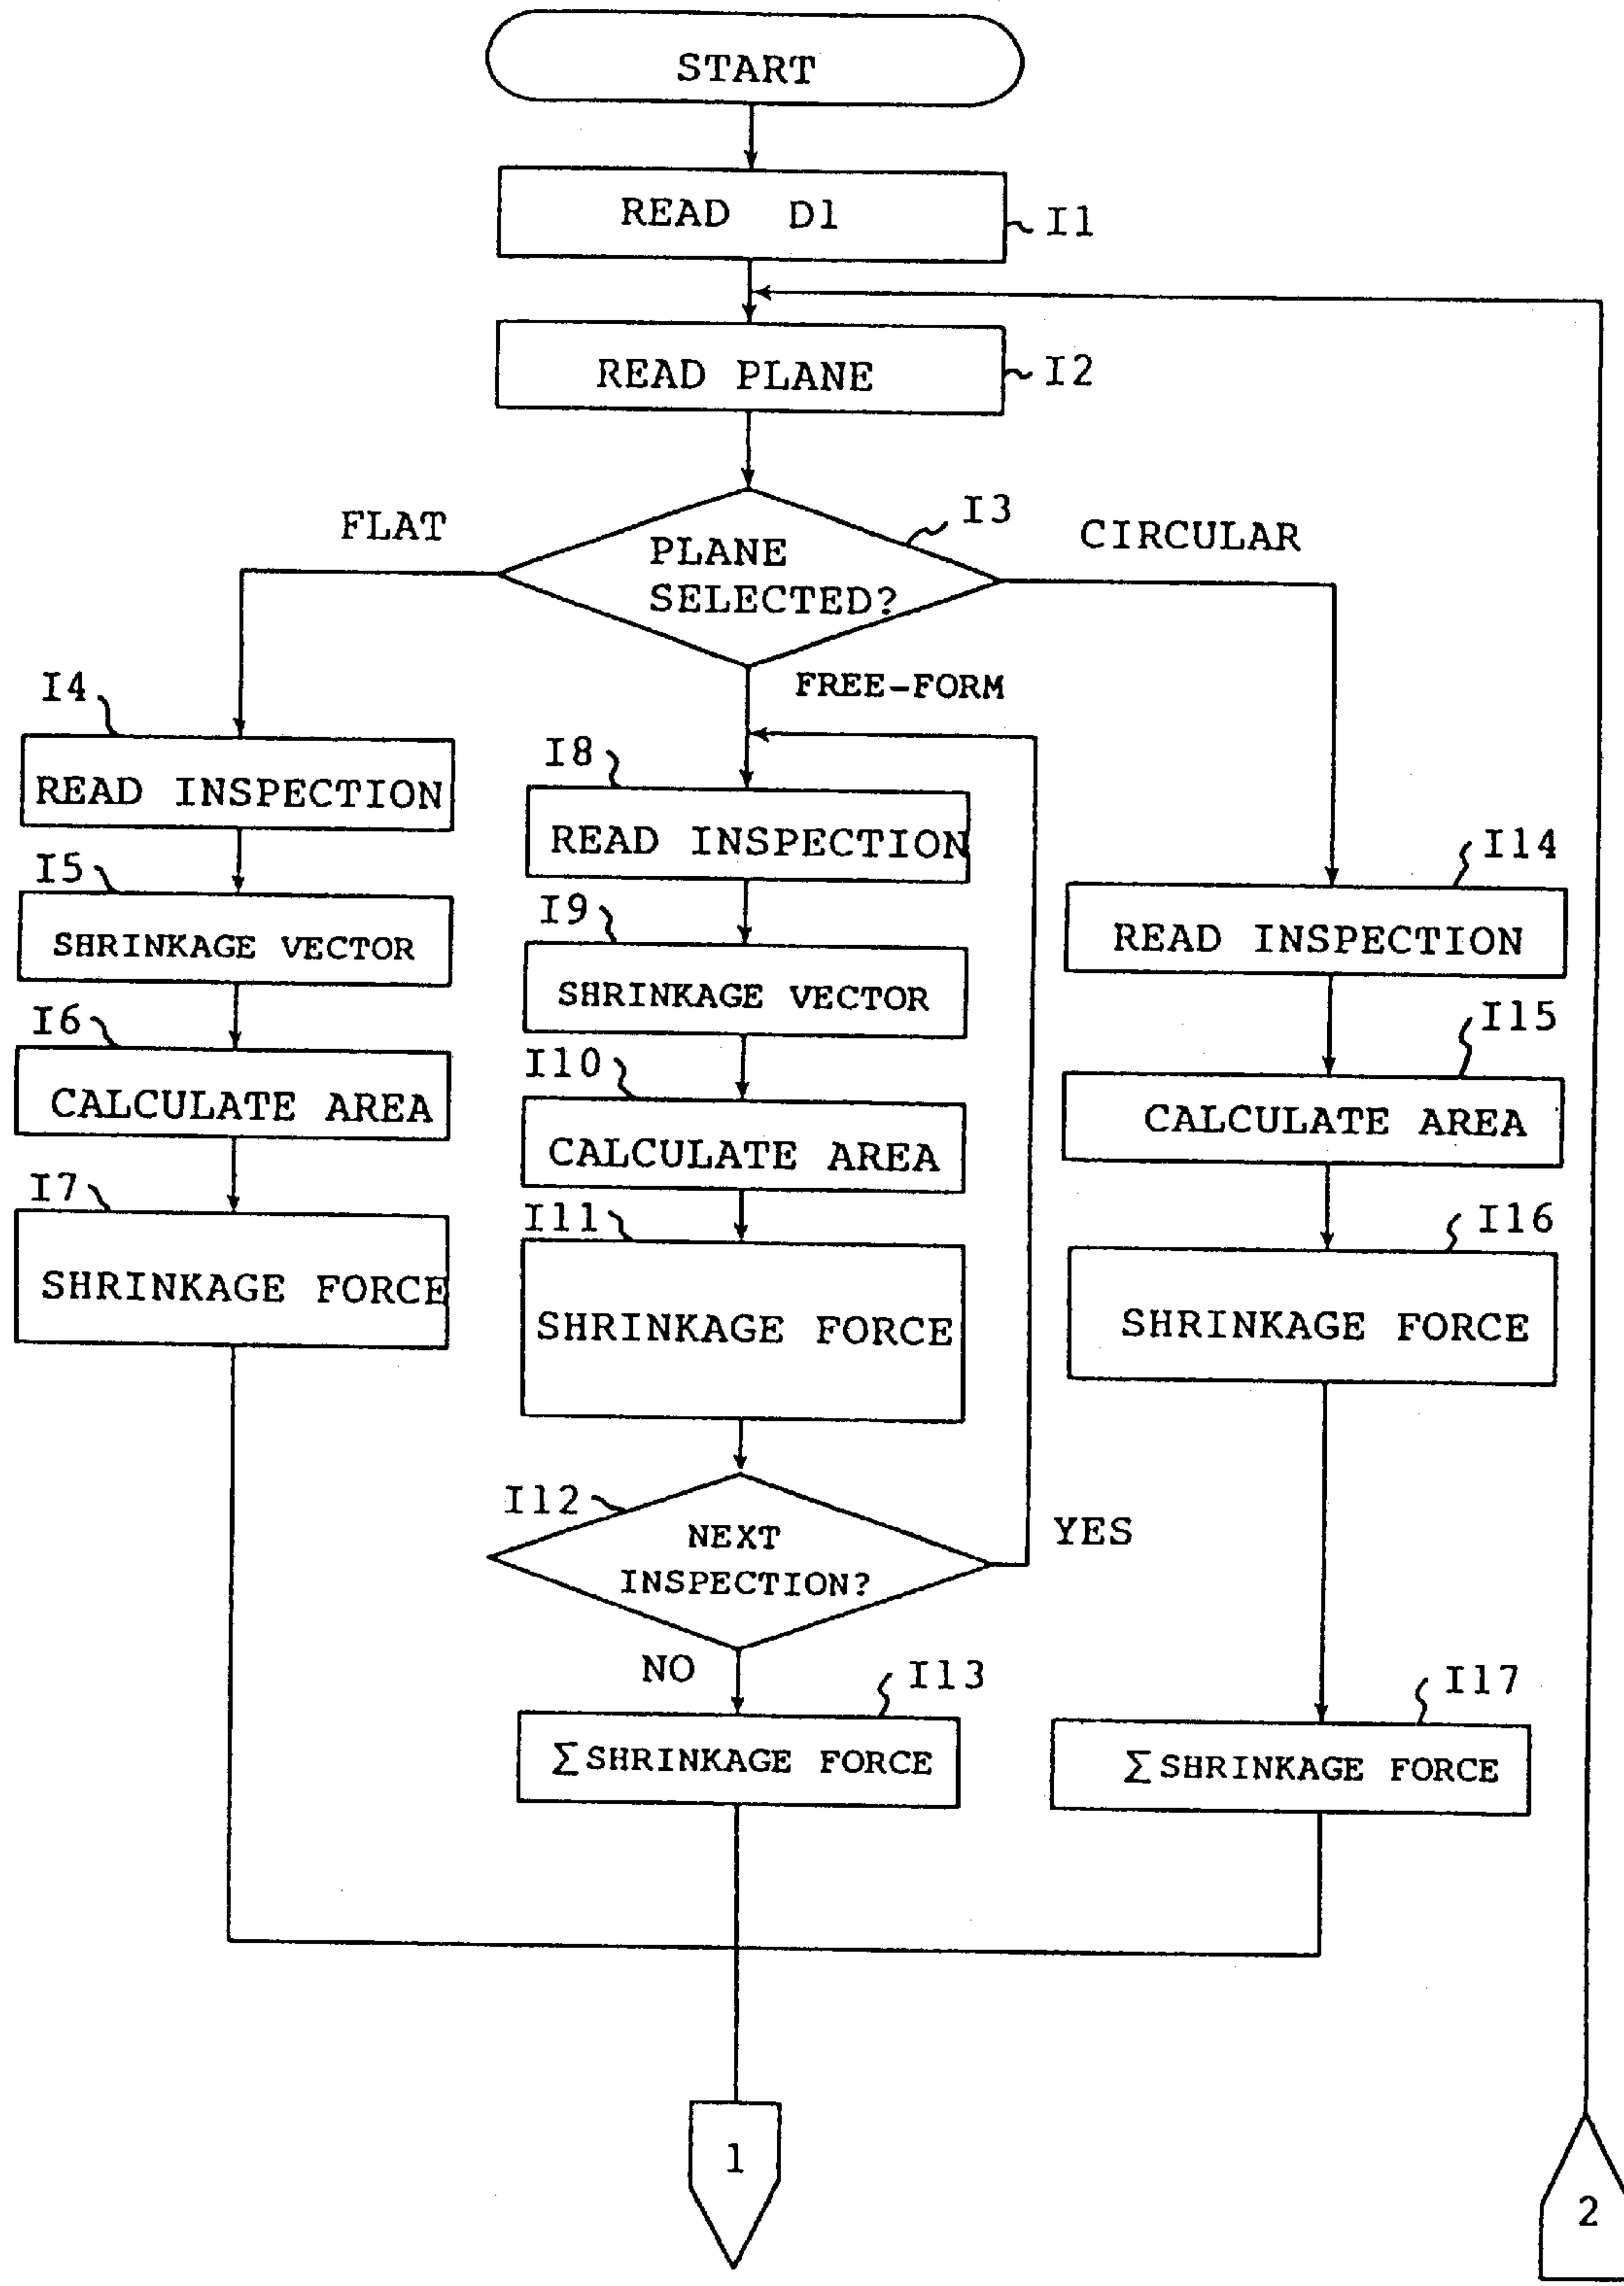 START
READ D1
I1
READ PLANE
I2
I3
FLAT
PLANE
SELECTED?
CIRCULAR
FREE-FORM
I4
READ INSPECTION
I5
SHRINKAGE VECTOR
I6
CALCULATE AREA
I7
SHRINKAGE FORCE
I8
READ INSPECTION
I9
SHRINKAGE VECTOR
I10
CALCULATE AREA
I11
SHRINKAGE FORCE
I12
NEXT
INSPECTION?
YES
NO
I13
Σ SHRINKAGE FORCE
I14
READ INSPECTION
I15
CALCULATE AREA
I16
SHRINKAGE FORCE
I17
Σ SHRINKAGE FORCE
1
2